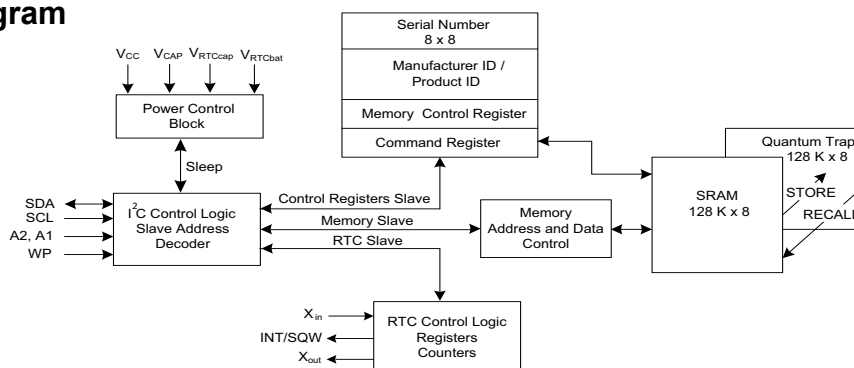 gram
Serial Number
8 x 8
Manufacturer ID /
Product ID
Memory Control Register
Command Register
VCC VCAP VRTCcap VRTCbat
Power Control
Block
Sleep
Quantum Trap
128 K x 8
SRAM
128 K x 8
STORE
RECALL
SDA
SCL
A2, A1
WP
I2C Control Logic
Slave Address
Decoder
Control Registers Slave
Memory Slave
RTC Slave
Memory
Address and Data
Control
Xin
INT/SQW
Xout
RTC Control Logic
Registers
Counters